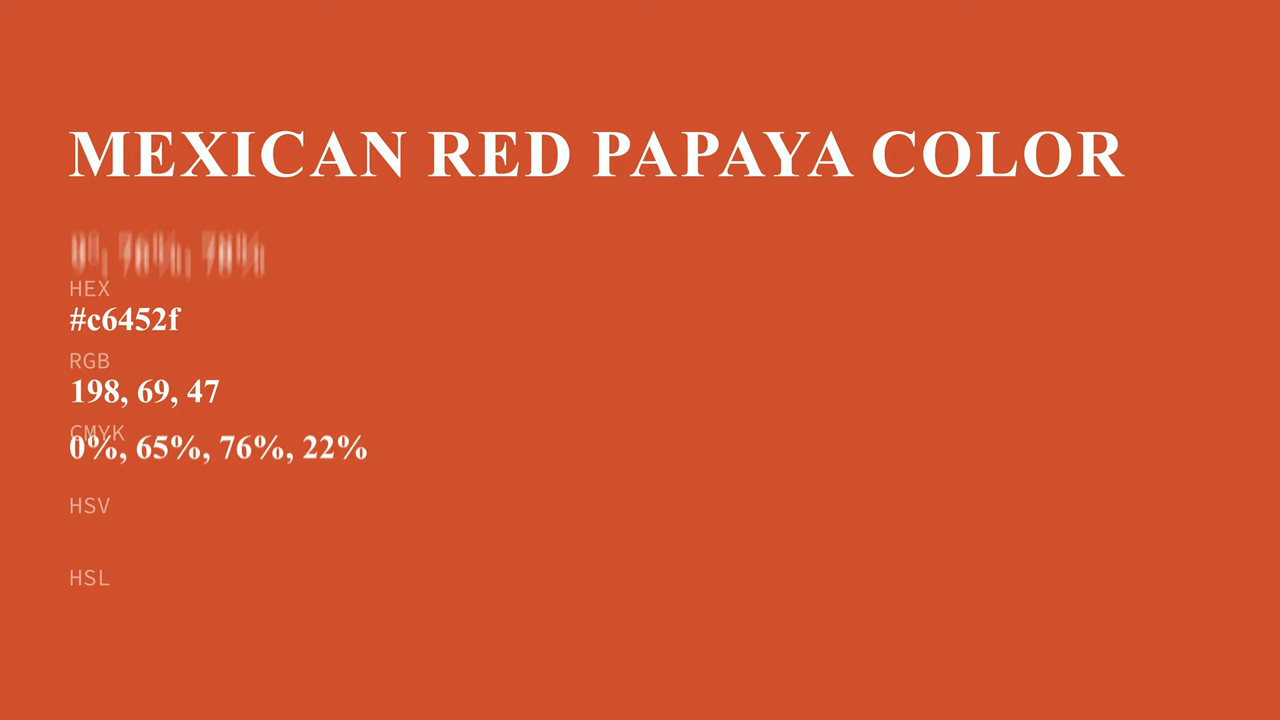 MEXICAN RED PAPAYA COLOR
HEX
#c6452f
RGB
198, 69, 47
CMYK
0%, 65%, 76%, 22%
HSV
HSL